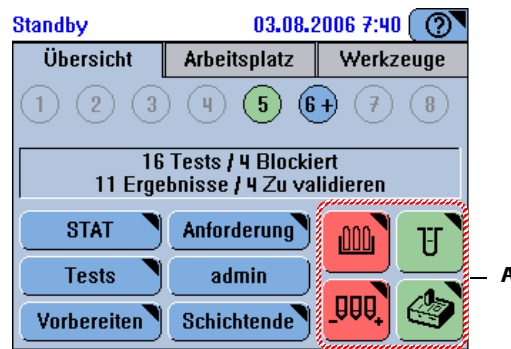 Standby 03.08.2006 7:40 ?
Übersicht Arbeitsplatz Werkzeuge
1 2 3 4 5 6+ 7 8
16 Tests / 4 Blockiert
11 Ergebnisse / 4 Zu validieren
STAT Anforderung
Tests admin
Vorbereiten Schichtende
A